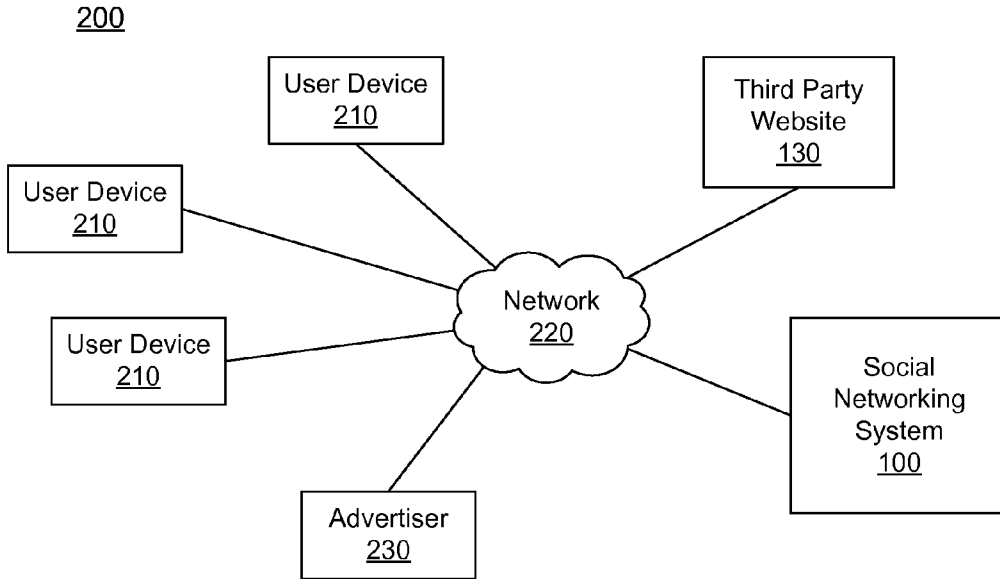 200
User Device
210
Third Party
Website
130
User Device
210
Network
220
User Device
210
Social
Networking
System
100
Advertiser
230